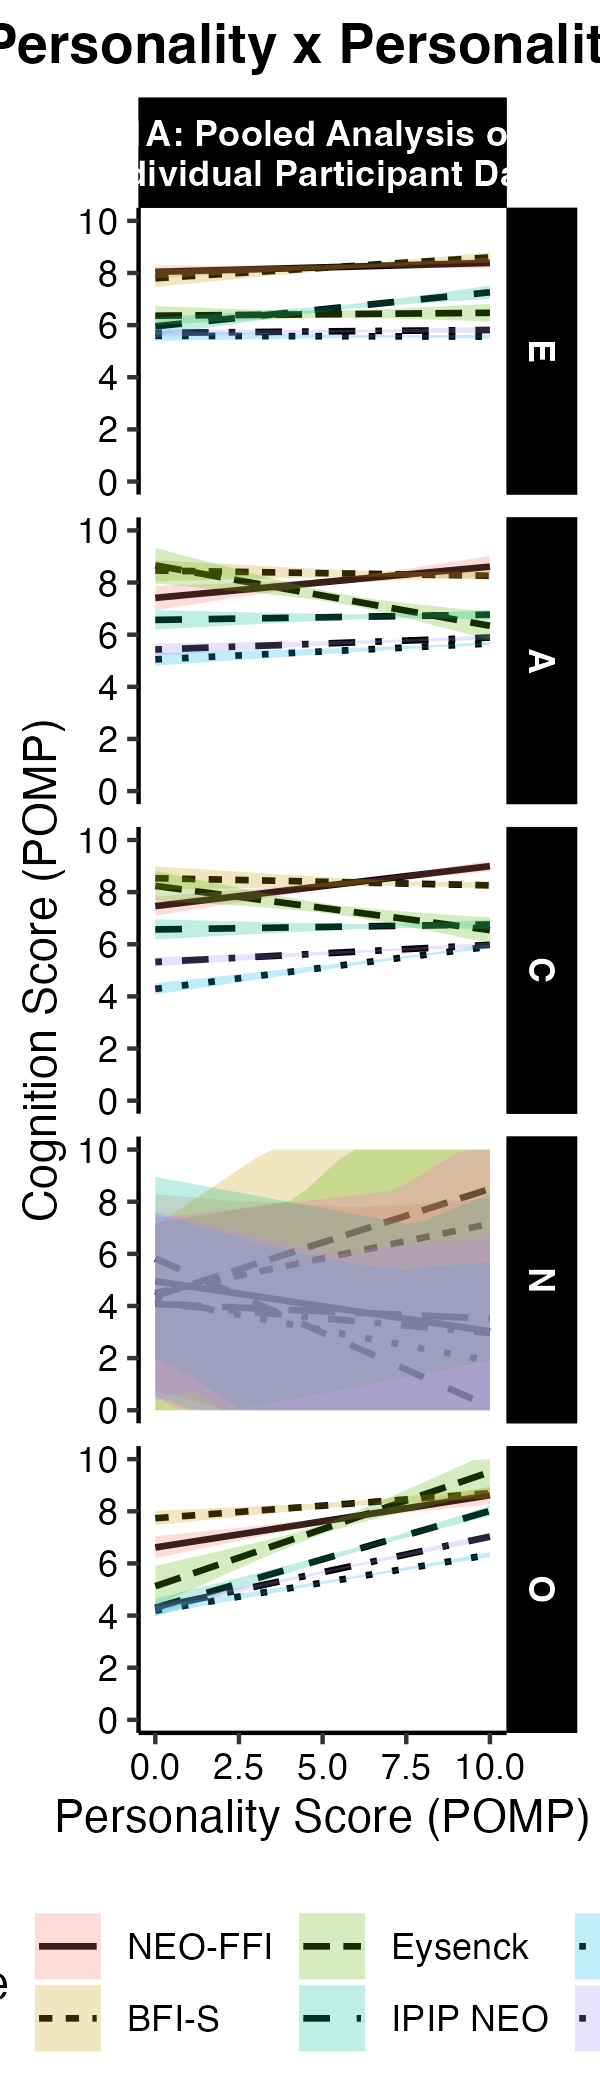 Personality x Personalit
1A: Pooled Analysis o
dividual Participant Da
10
8
6
4
2
0
E
10
8
6
4
2
0
A
10
8
6
4
2
0
C
10
8
6
4
2
0
N
10
8
6
4
2
0
O
Cognition Score (POMP)
0.0 2.5 5.0 7.5 10.0
Personality Score (POMP)
e
NEO-FFI Eysenck
BFI-S IPIP NEO